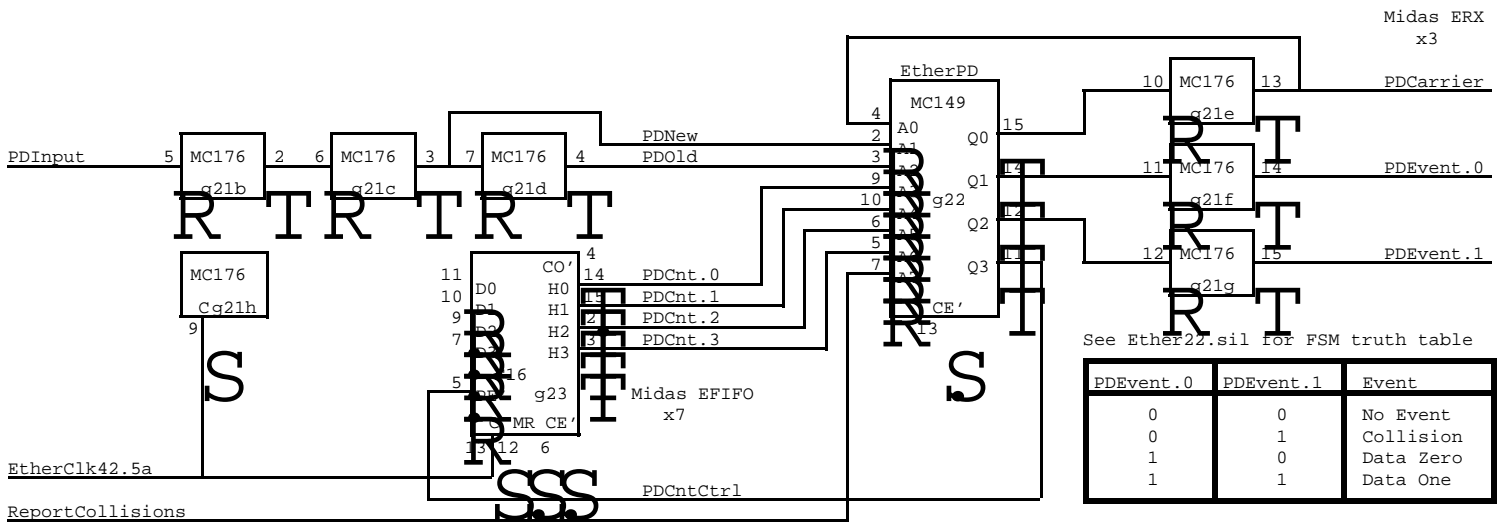 Midas ERX
x3
EtherPD
10 MC176 13 PDCarrier
g21e
R T
MC149
4 A0
PDNew 2
Q0 15
PDInput 5 MC176 2 6 MC176 3 7 MC176 4 PDOld 3
g21b g21c g21d
R T R T R T
9
10
6
5
7
g22
Q1 14
Q2 12
Q3 11
CE'
13
R T
S
11 MC176 14 PDEvent.0
g21f
R T
12 MC176 15 PDEvent.1
g21g
R T
MC176
C g21h
9
S
4
CO'
11 D0 H0 14 PDCnt.0
10 D1 H1 15 PDCnt.1
9 D2 H2 2 PDCnt.2
7 D3 H3 3 PDCnt.3
16
5
g23
C MR CE'
13 12 6
R T
S S S
Midas EFIFO
x7
EtherClk42.5a
PDCntCtrl
ReportCollisions
See Ether22.sil for FSM truth table
PDEvent.0 PDEvent.1 Event
0 0 No Event
0 1 Collision
1 0 Data Zero
1 1 Data One